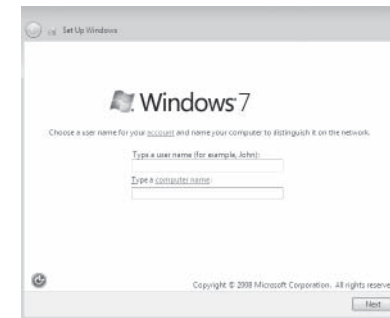 Set Up Windows
Windows 7
Choose a user name for your account and name your computer to distinguish it on the network.
Type a user name (for example, John):
Type a computer name:
Copyright © 2008 Microsoft Corporation. All rights reserve
Next